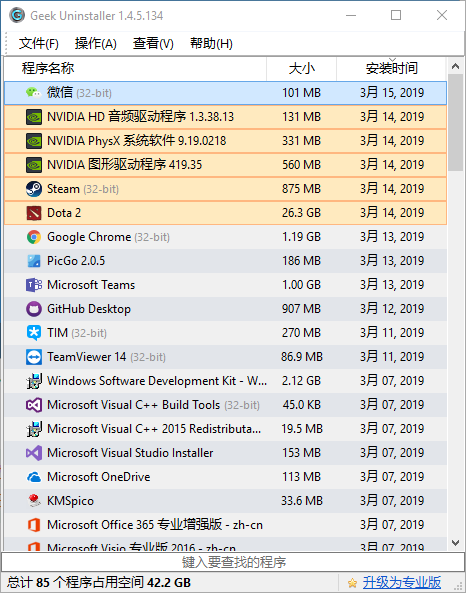 Geek Uninstaller 1.4.5.134
文件(F) 操作(A) 查看(V) 帮助(H)
程序名称 大小 安装时间
微信 (32-bit) 101 MB 3月 15, 2019
NVIDIA HD 音频驱动程序 1.3.38.13 131 MB 3月 14, 2019
NVIDIA PhysX 系统软件 9.19.0218 331 MB 3月 14, 2019
NVIDIA 图形驱动程序 419.35 560 MB 3月 14, 2019
Steam (32-bit) 875 MB 3月 14, 2019
Dota 2 26.3 GB 3月 14, 2019
Google Chrome (32-bit) 1.19 GB 3月 13, 2019
PicGo 2.0.5 186 MB 3月 13, 2019
Microsoft Teams 1.00 GB 3月 13, 2019
GitHub Desktop 907 MB 3月 12, 2019
TIM (32-bit) 270 MB 3月 11, 2019
TeamViewer 14 (32-bit) 86.9 MB 3月 11, 2019
Windows Software Development Kit - W... 2.12 GB 3月 07, 2019
Microsoft Visual C++ Build Tools (32-bit) 45.0 KB 3月 07, 2019
Microsoft Visual C++ 2015 Redistributa... 19.5 MB 3月 07, 2019
Microsoft Visual Studio Installer 153 MB 3月 07, 2019
Microsoft OneDrive 113 MB 3月 07, 2019
KMSpico 33.6 MB 3月 07, 2019
Microsoft Office 365 专业增强版 - zh-cn 3月 07, 2019
Microsoft Visio 专业版 2016 - zh-cn 3月 07, 2019
键入要查找的程序
总计 85 个程序占用空间 42.2 GB 升级为专业版